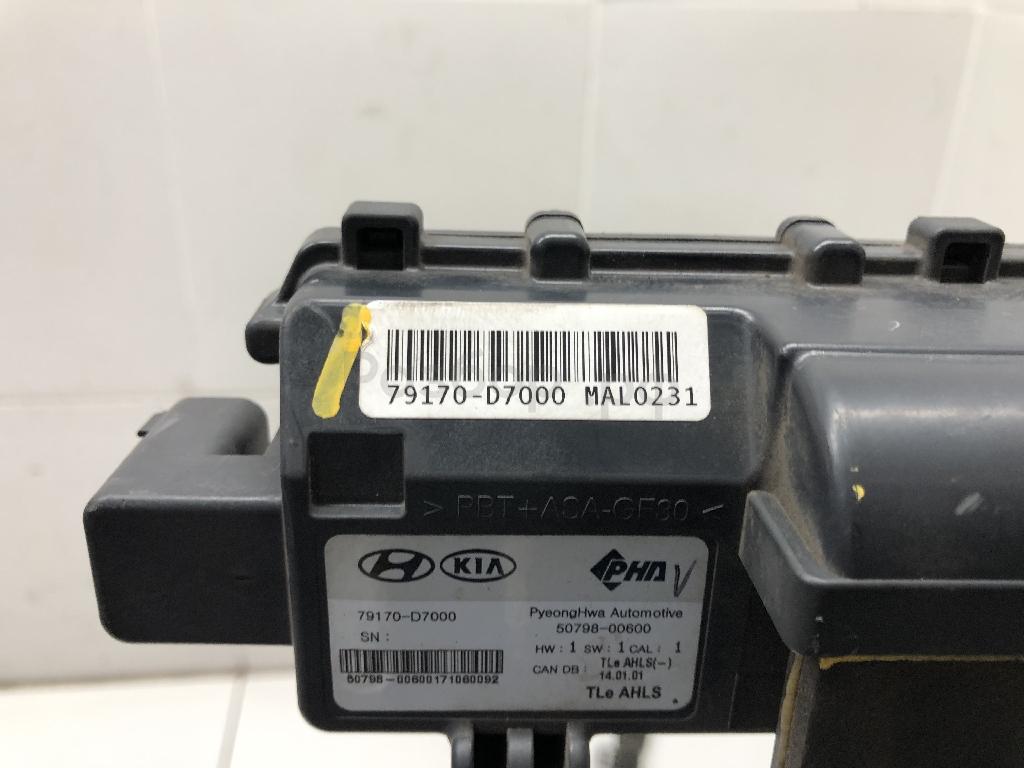 79170-D7000 MAL0231
> PBT+ASA-GF30 <
KIA PHA V
79170-D7000
SN :
50798-00600171060092
PyeongHwa Automotive
50798-00600
HW : 1 SW : 1 CAL : 1
CAN DB : TLe AHLS(-)
14.01.01
TLe AHLS